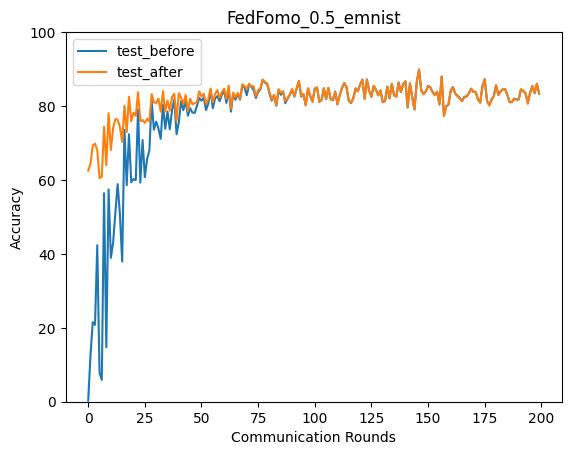 FedFomo_0.5_emnist
100
80
60
40
20
0
Accuracy
test_before
test_after
0 25 50 75 100 125 150 175 200
Communication Rounds